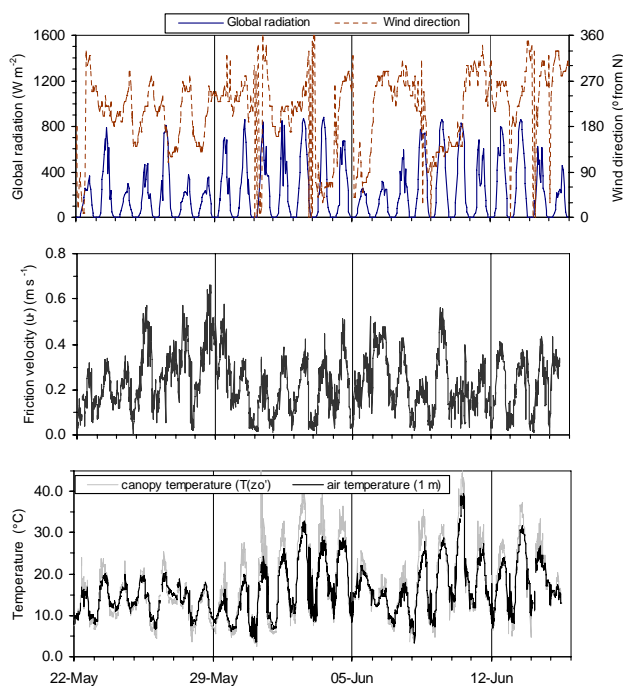 Global radiation Wind direction
1600 360
1200 270
800 180
400 90
0 0
Global radiation (W m-2)
Wind direction (º from N)
0.8
0.6
0.4
0.2
0.0
Friction velocity (u*) (m s-1)
canopy temperature (T(zo') air temperature (1 m)
40.0
30.0
20.0
10.0
0.0
Temperature (°C)
22-May 29-May 05-Jun 12-Jun